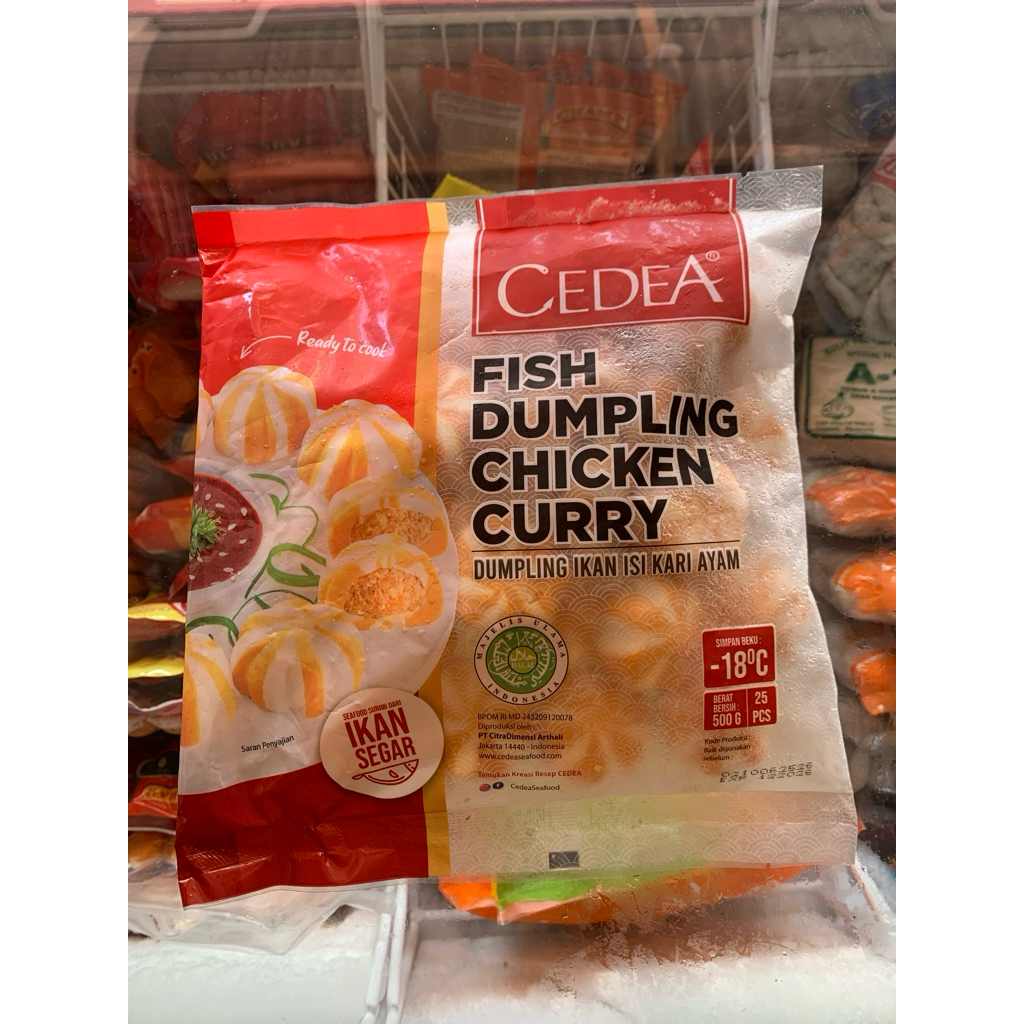 CEDEA®
Ready to cook
FISH
DUMPLING
CHICKEN
CURRY
DUMPLING IKAN ISI KARI AYAM
MAJELIS ULAMA
حلال
HALAL
INDONESIA
SIMPAN BEKU :
-18⁰C
BERAT
BERSIH :
500 G
25
PCS
BPOM RI MD 243209120078
Diproduksi oleh :
PT CitraDimensi Arthali
Jakarta 14440 - Indonesia
www.cedeaseafood.com
Temukan Kreasi Resep CEDEA
CedeaSeafood
Kode Produksi :
Baik digunakan
sebelum :
Saran Penyajian
SEAFOOD SURIMI DARI
IKAN
SEGAR